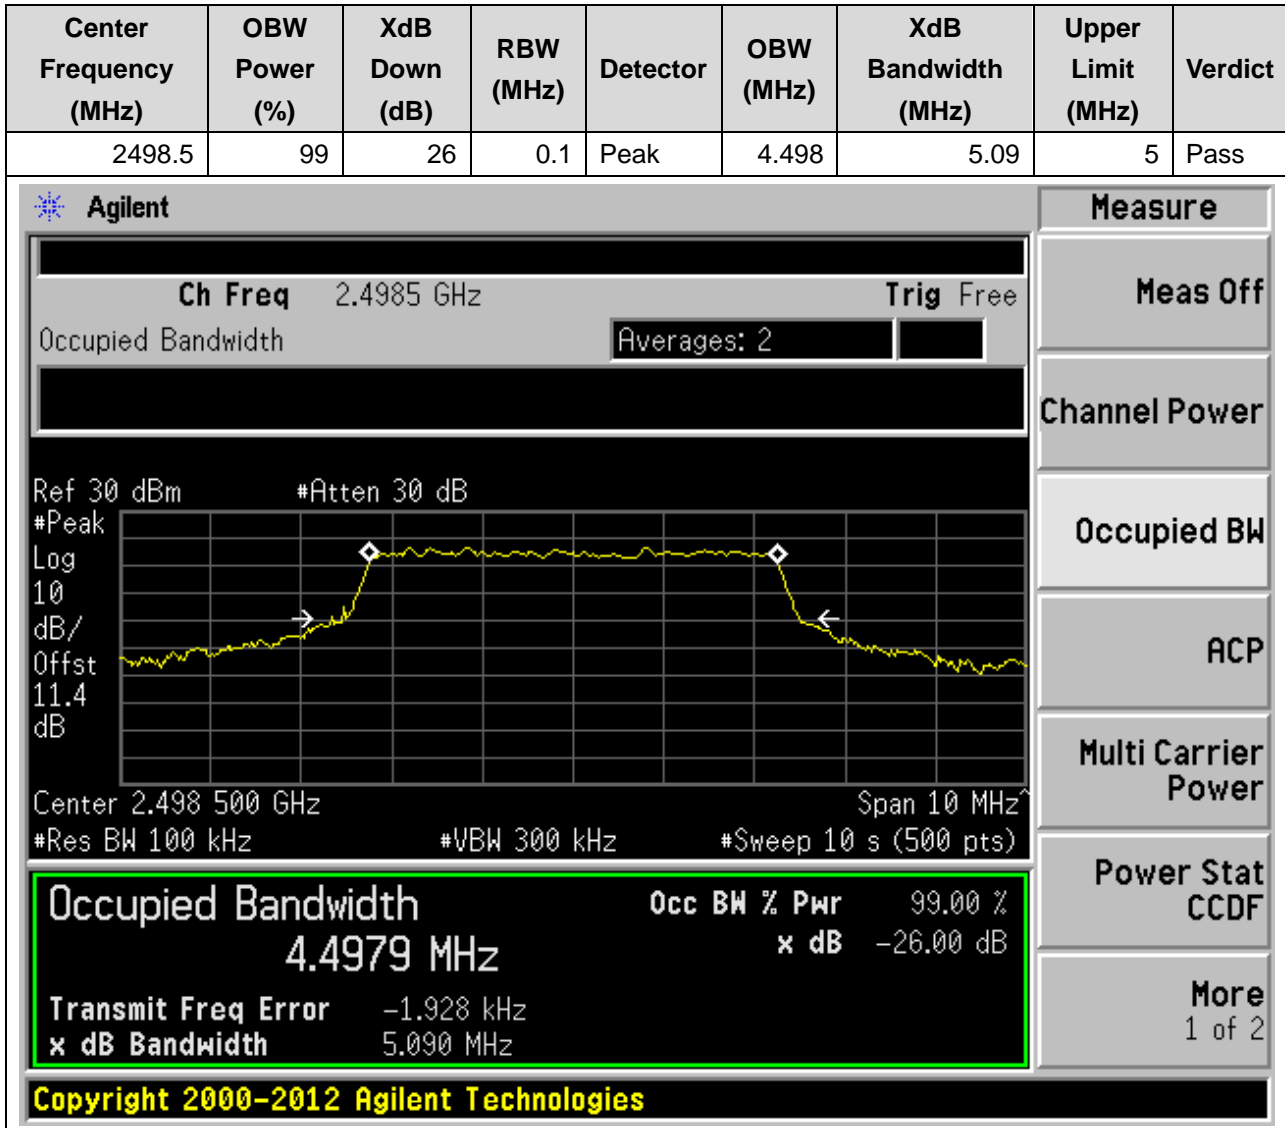 Center Frequency (MHz) OBW Power (%) XdB Down (dB) RBW (MHz) Detector OBW (MHz) XdB Bandwidth (MHz) Upper Limit (MHz) Verdict
2498.5 99 26 0.1 Peak 4.498 5.09 5 Pass
Agilent
Measure
Ch Freq 2.4985 GHz Trig Free
Occupied Bandwidth Averages: 2
Meas Off
Channel Power
Occupied BW
ACP
Multi Carrier
Power
Power Stat
CCDF
More
1 of 2
Ref 30 dBm #Atten 30 dB
#Peak
Log
10
dB/
Offst
11.4
dB
Center 2.498 500 GHz Span 10 MHz^
#Res BW 100 kHz #VBW 300 kHz #Sweep 10 s (500 pts)
Occupied Bandwidth Occ BW % Pwr 99.00 %
4.4979 MHz x dB -26.00 dB
Transmit Freq Error -1.928 kHz
x dB Bandwidth 5.090 MHz
Copyright 2000-2012 Agilent Technologies